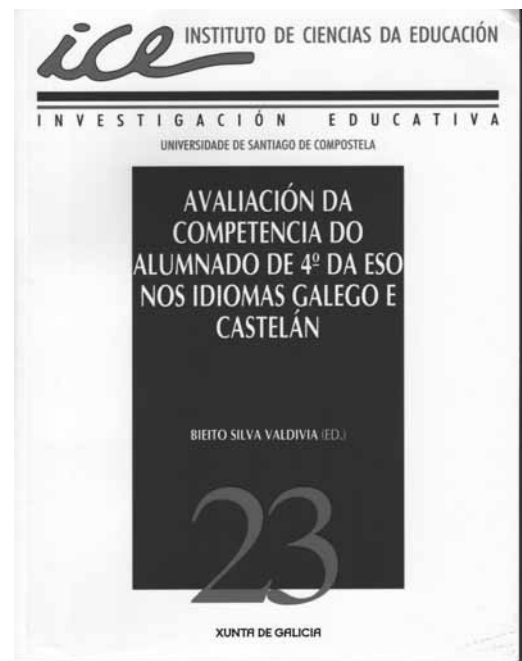 ice INSTITUTO DE CIENCIAS DA EDUCACIÓN
INVESTIGACIÓN EDUCATIVA
UNIVERSIDADE DE SANTIAGO DE COMPOSTELA
AVALIACIÓN DA
COMPETENCIA DO
ALUMNADO DE 4º DA ESO
NOS IDIOMAS GALEGO E
CASTELÁN
BIEITO SILVA VALDIVIA (ED.)
23
XUNTA DE GALICIA